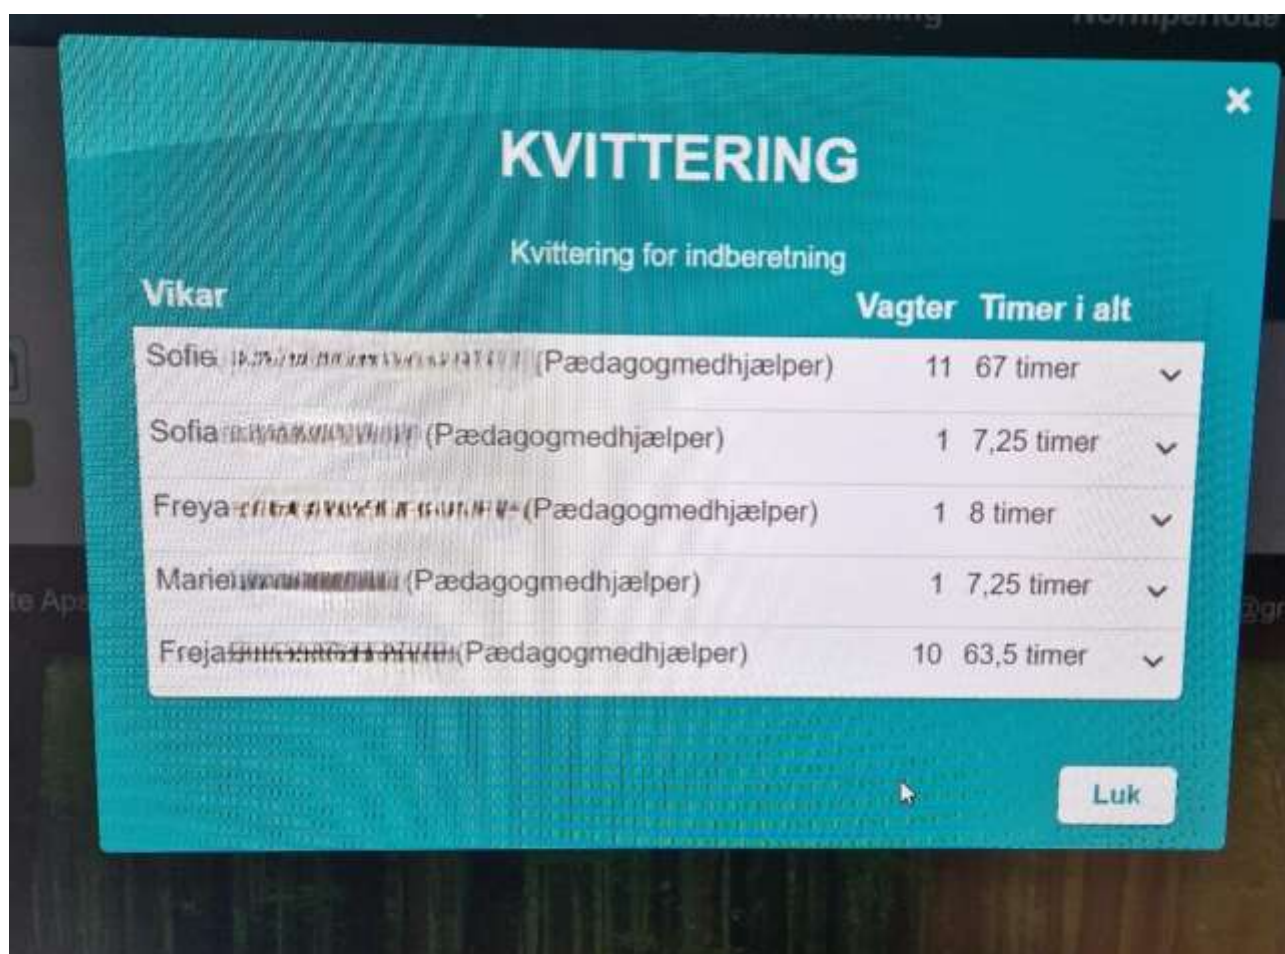 Normperiode
KVITTERING
Kvittering for indberetning
Vikar Vagter Timer i alt
Sofie (Pædagogmedhjælper) 11 67 timer
Sofia (Pædagogmedhjælper) 1 7,25 timer
Freya (Pædagogmedhjælper) 1 8 timer
Marie (Pædagogmedhjælper) 1 7,25 timer
Freja (Pædagogmedhjælper) 10 63,5 timer
Luk